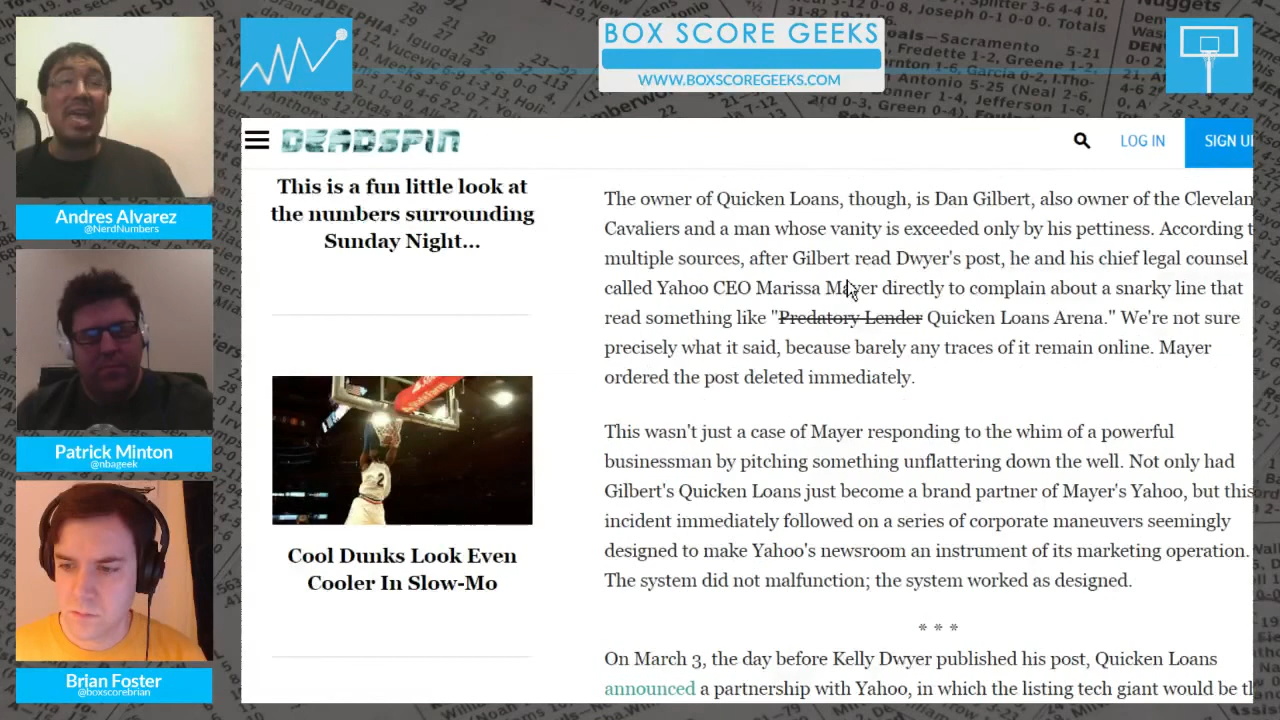 BOX SCORE GEEKS
WWW.BOXSCOREGEEKS.COM
Andres Alvarez
@NerdNumbers
Patrick Minton
@nbageek
Brian Foster
@boxscorebrian
DEADSPIN
LOG IN
SIGN U
This is a fun little look at
the numbers surrounding
Sunday Night...
Cool Dunks Look Even
Cooler In Slow-Mo
The owner of Quicken Loans, though, is Dan Gilbert, also owner of the Clevelan
Cavaliers and a man whose vanity is exceeded only by his pettiness. According t
multiple sources, after Gilbert read Dwyer's post, he and his chief legal counsel
called Yahoo CEO Marissa Mayer directly to complain about a snarky line that
read something like "Predatory Lender Quicken Loans Arena." We're not sure
precisely what it said, because barely any traces of it remain online. Mayer
ordered the post deleted immediately.
This wasn't just a case of Mayer responding to the whim of a powerful
businessman by pitching something unflattering down the well. Not only had
Gilbert's Quicken Loans just become a brand partner of Mayer's Yahoo, but this
incident immediately followed on a series of corporate maneuvers seemingly
designed to make Yahoo's newsroom an instrument of its marketing operation.
The system did not malfunction; the system worked as designed.
* * *
On March 3, the day before Kelly Dwyer published his post, Quicken Loans
announced a partnership with Yahoo, in which the listing tech giant would be th